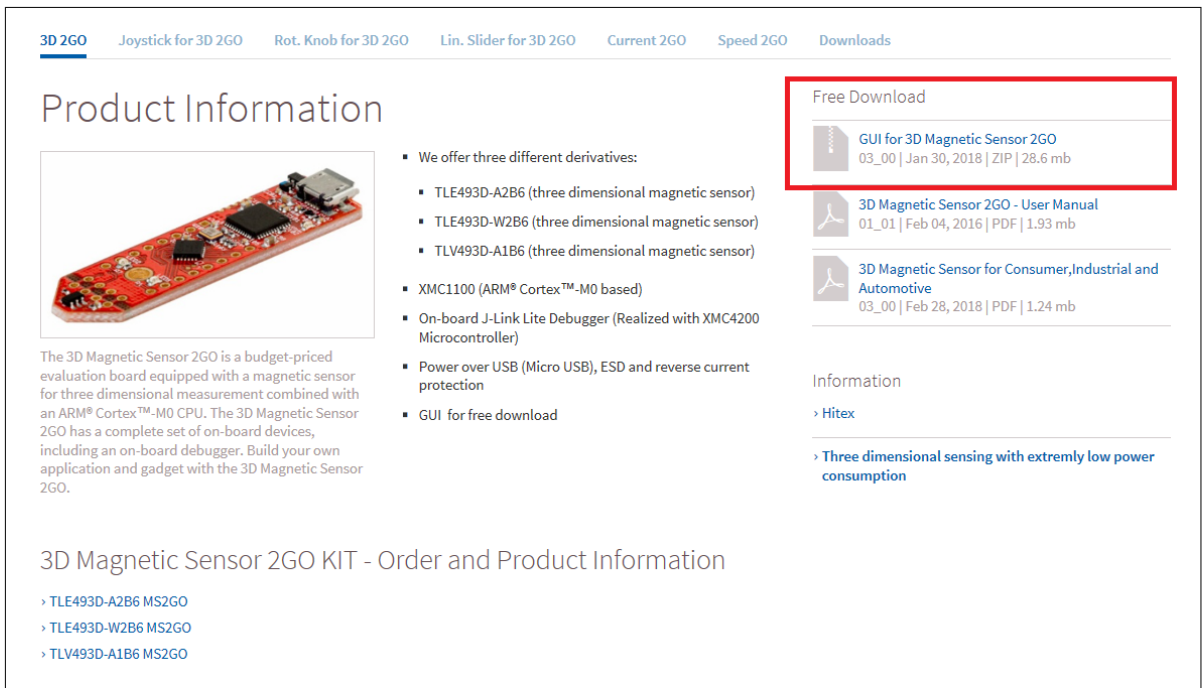 3D 2GO Joystick for 3D 2GO Rot. Knob for 3D 2GO Lin. Slider for 3D 2GO Current 2GO Speed 2GO Downloads
Product Information
The 3D Magnetic Sensor 2GO is a budget-priced
evaluation board equipped with a magnetic sensor
for three dimensional measurement combined with
an ARM® Cortex™-M0 CPU. The 3D Magnetic Sensor
2GO has a complete set of on-board devices,
including an on-board debugger. Build your own
application and gadget with the 3D Magnetic Sensor
2GO.
▪ We offer three different derivatives:
▪ TLE493D-A2B6 (three dimensional magnetic sensor)
▪ TLE493D-W2B6 (three dimensional magnetic sensor)
▪ TLV493D-A1B6 (three dimensional magnetic sensor)
▪ XMC1100 (ARM® Cortex™-M0 based)
▪ On-board J-Link Lite Debugger (Realized with XMC4200
Microcontroller)
▪ Power over USB (Micro USB), ESD and reverse current
protection
▪ GUI for free download
Free Download
GUI for 3D Magnetic Sensor 2GO
03_00 | Jan 30, 2018 | ZIP | 28.6 mb
3D Magnetic Sensor 2GO - User Manual
01_01 | Feb 04, 2016 | PDF | 1.93 mb
3D Magnetic Sensor for Consumer,Industrial and
Automotive
03_00 | Feb 28, 2018 | PDF | 1.24 mb
Information
› Hitex
› Three dimensional sensing with extremly low power
consumption
3D Magnetic Sensor 2GO KIT - Order and Product Information
› TLE493D-A2B6 MS2GO
› TLE493D-W2B6 MS2GO
› TLV493D-A1B6 MS2GO